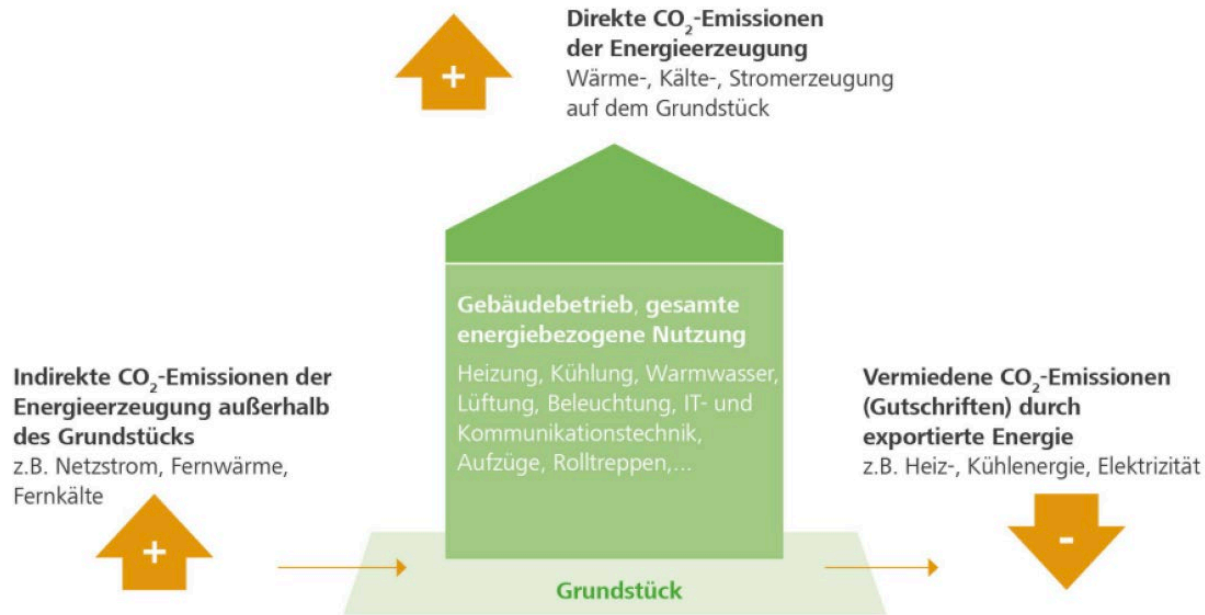 +
Direkte CO₂-Emissionen
der Energieerzeugung
Wärme-, Kälte-, Stromerzeugung
auf dem Grundstück
Gebäudebetrieb, gesamte
energiebezogene Nutzung
Heizung, Kühlung, Warmwasser,
Lüftung, Beleuchtung, IT- und
Kommunikationstechnik,
Aufzüge, Rolltreppen,...
Indirekte CO₂-Emissionen der
Energieerzeugung außerhalb
des Grundstücks
z.B. Netzstrom, Fernwärme,
Fernkälte
+
Vermiedene CO₂-Emissionen
(Gutschriften) durch
exportierte Energie
z.B. Heiz-, Kühlenergie, Elektrizität
-
Grundstück